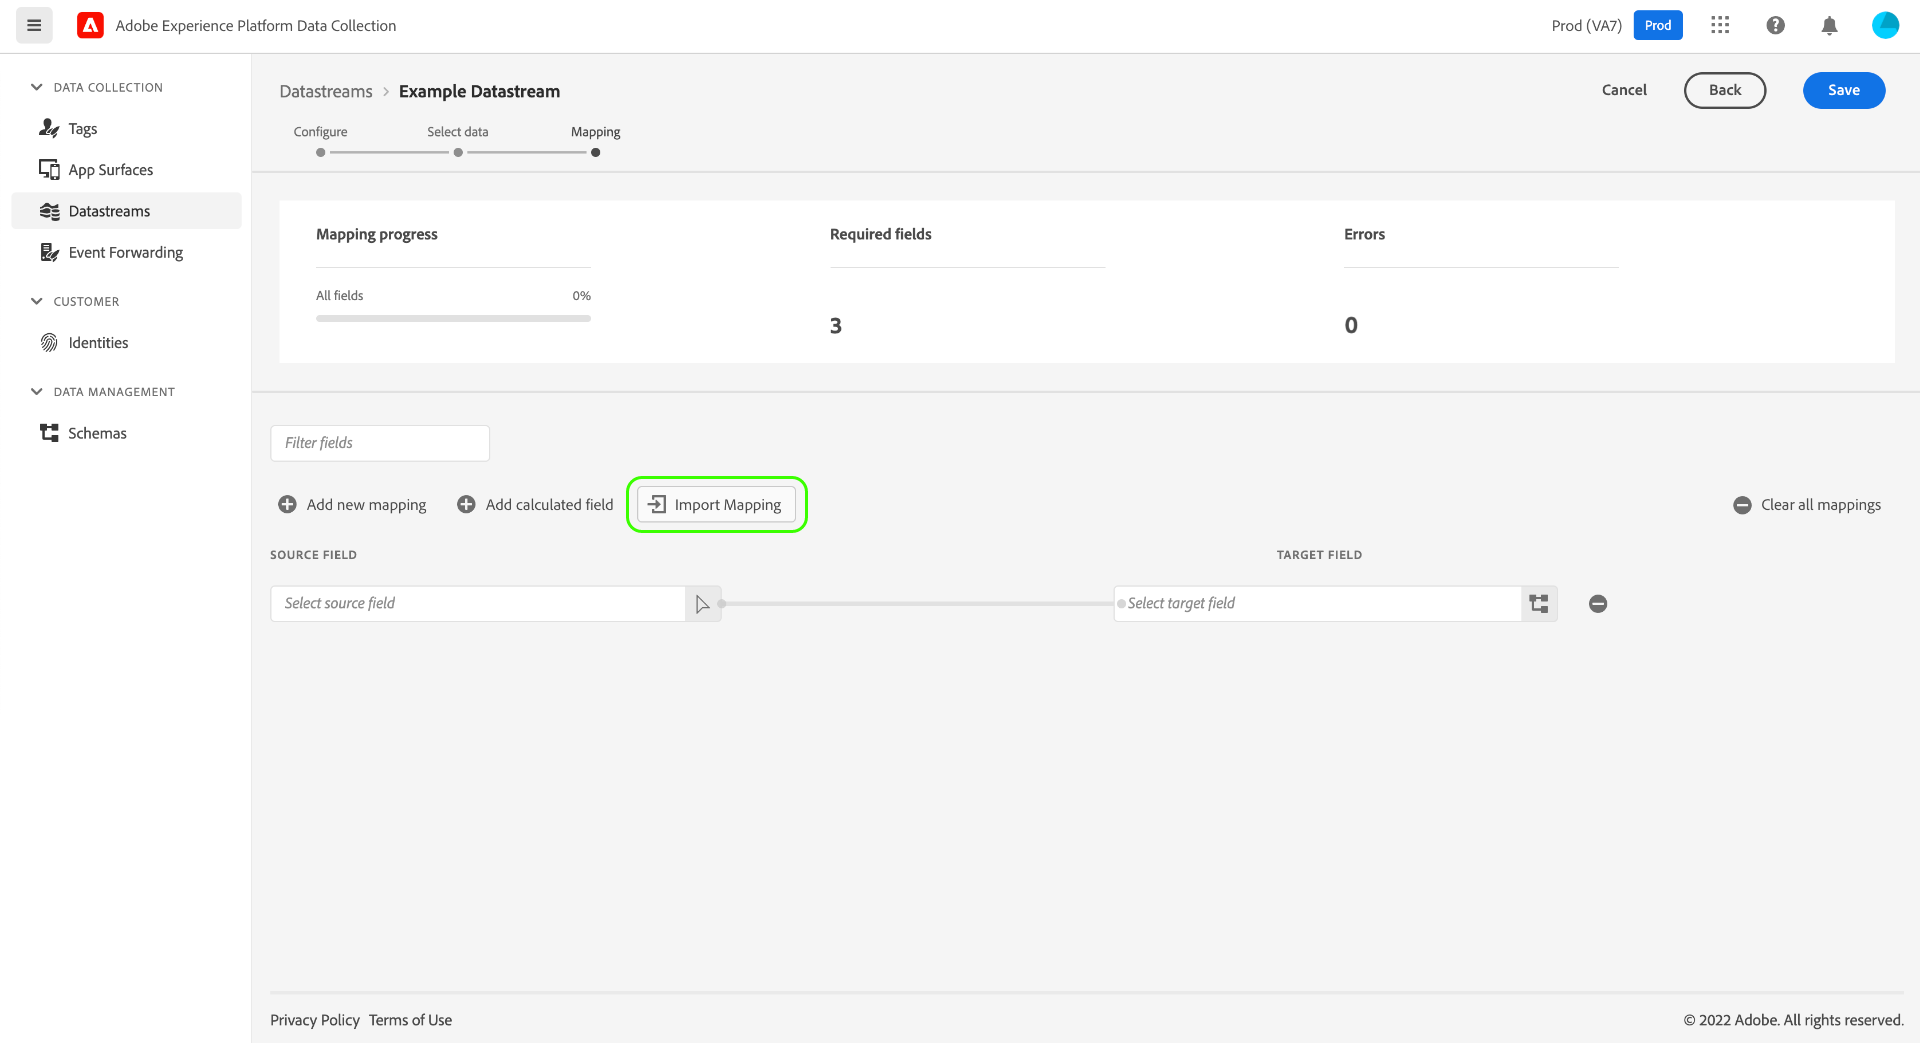 Adobe Experience Platform Data Collection
Prod (VA7)
Prod
DATA COLLECTION
Tags
App Surfaces
Datastreams
Event Forwarding
CUSTOMER
Identities
DATA MANAGEMENT
Schemas
Datastreams > Example Datastream
Cancel
Back
Save
Configure
Select data
Mapping
Mapping progress
All fields
0%
Required fields
3
Errors
0
Filter fields
Add new mapping
Add calculated field
Import Mapping
Clear all mappings
SOURCE FIELD
TARGET FIELD
Select source field
Select target field
Privacy Policy
Terms of Use
© 2022 Adobe. All rights reserved.